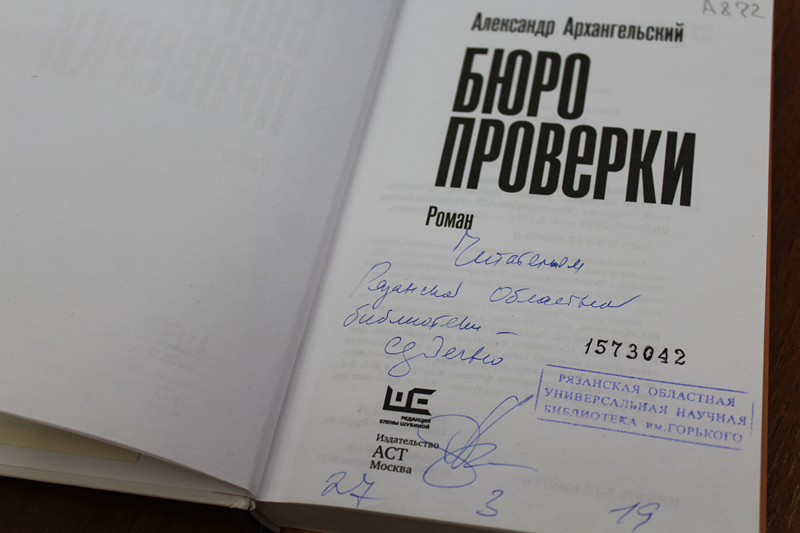 А 872
Александр Архангельский
БЮРО
ПРОВЕРКИ
Роман
Читателям
Рязанской Областной
библиотеки –
сердечно
1573042
РЯЗАНСКАЯ ОБЛАСТНАЯ
УНИВЕРСАЛЬНАЯ НАУЧНАЯ
БИБЛИОТЕКА им.ГОРЬКОГО
РЕДАКЦИЯ
ЕЛЕНЫ ШУБИНОЙ
Издательство
АСТ
Москва
27 3 19